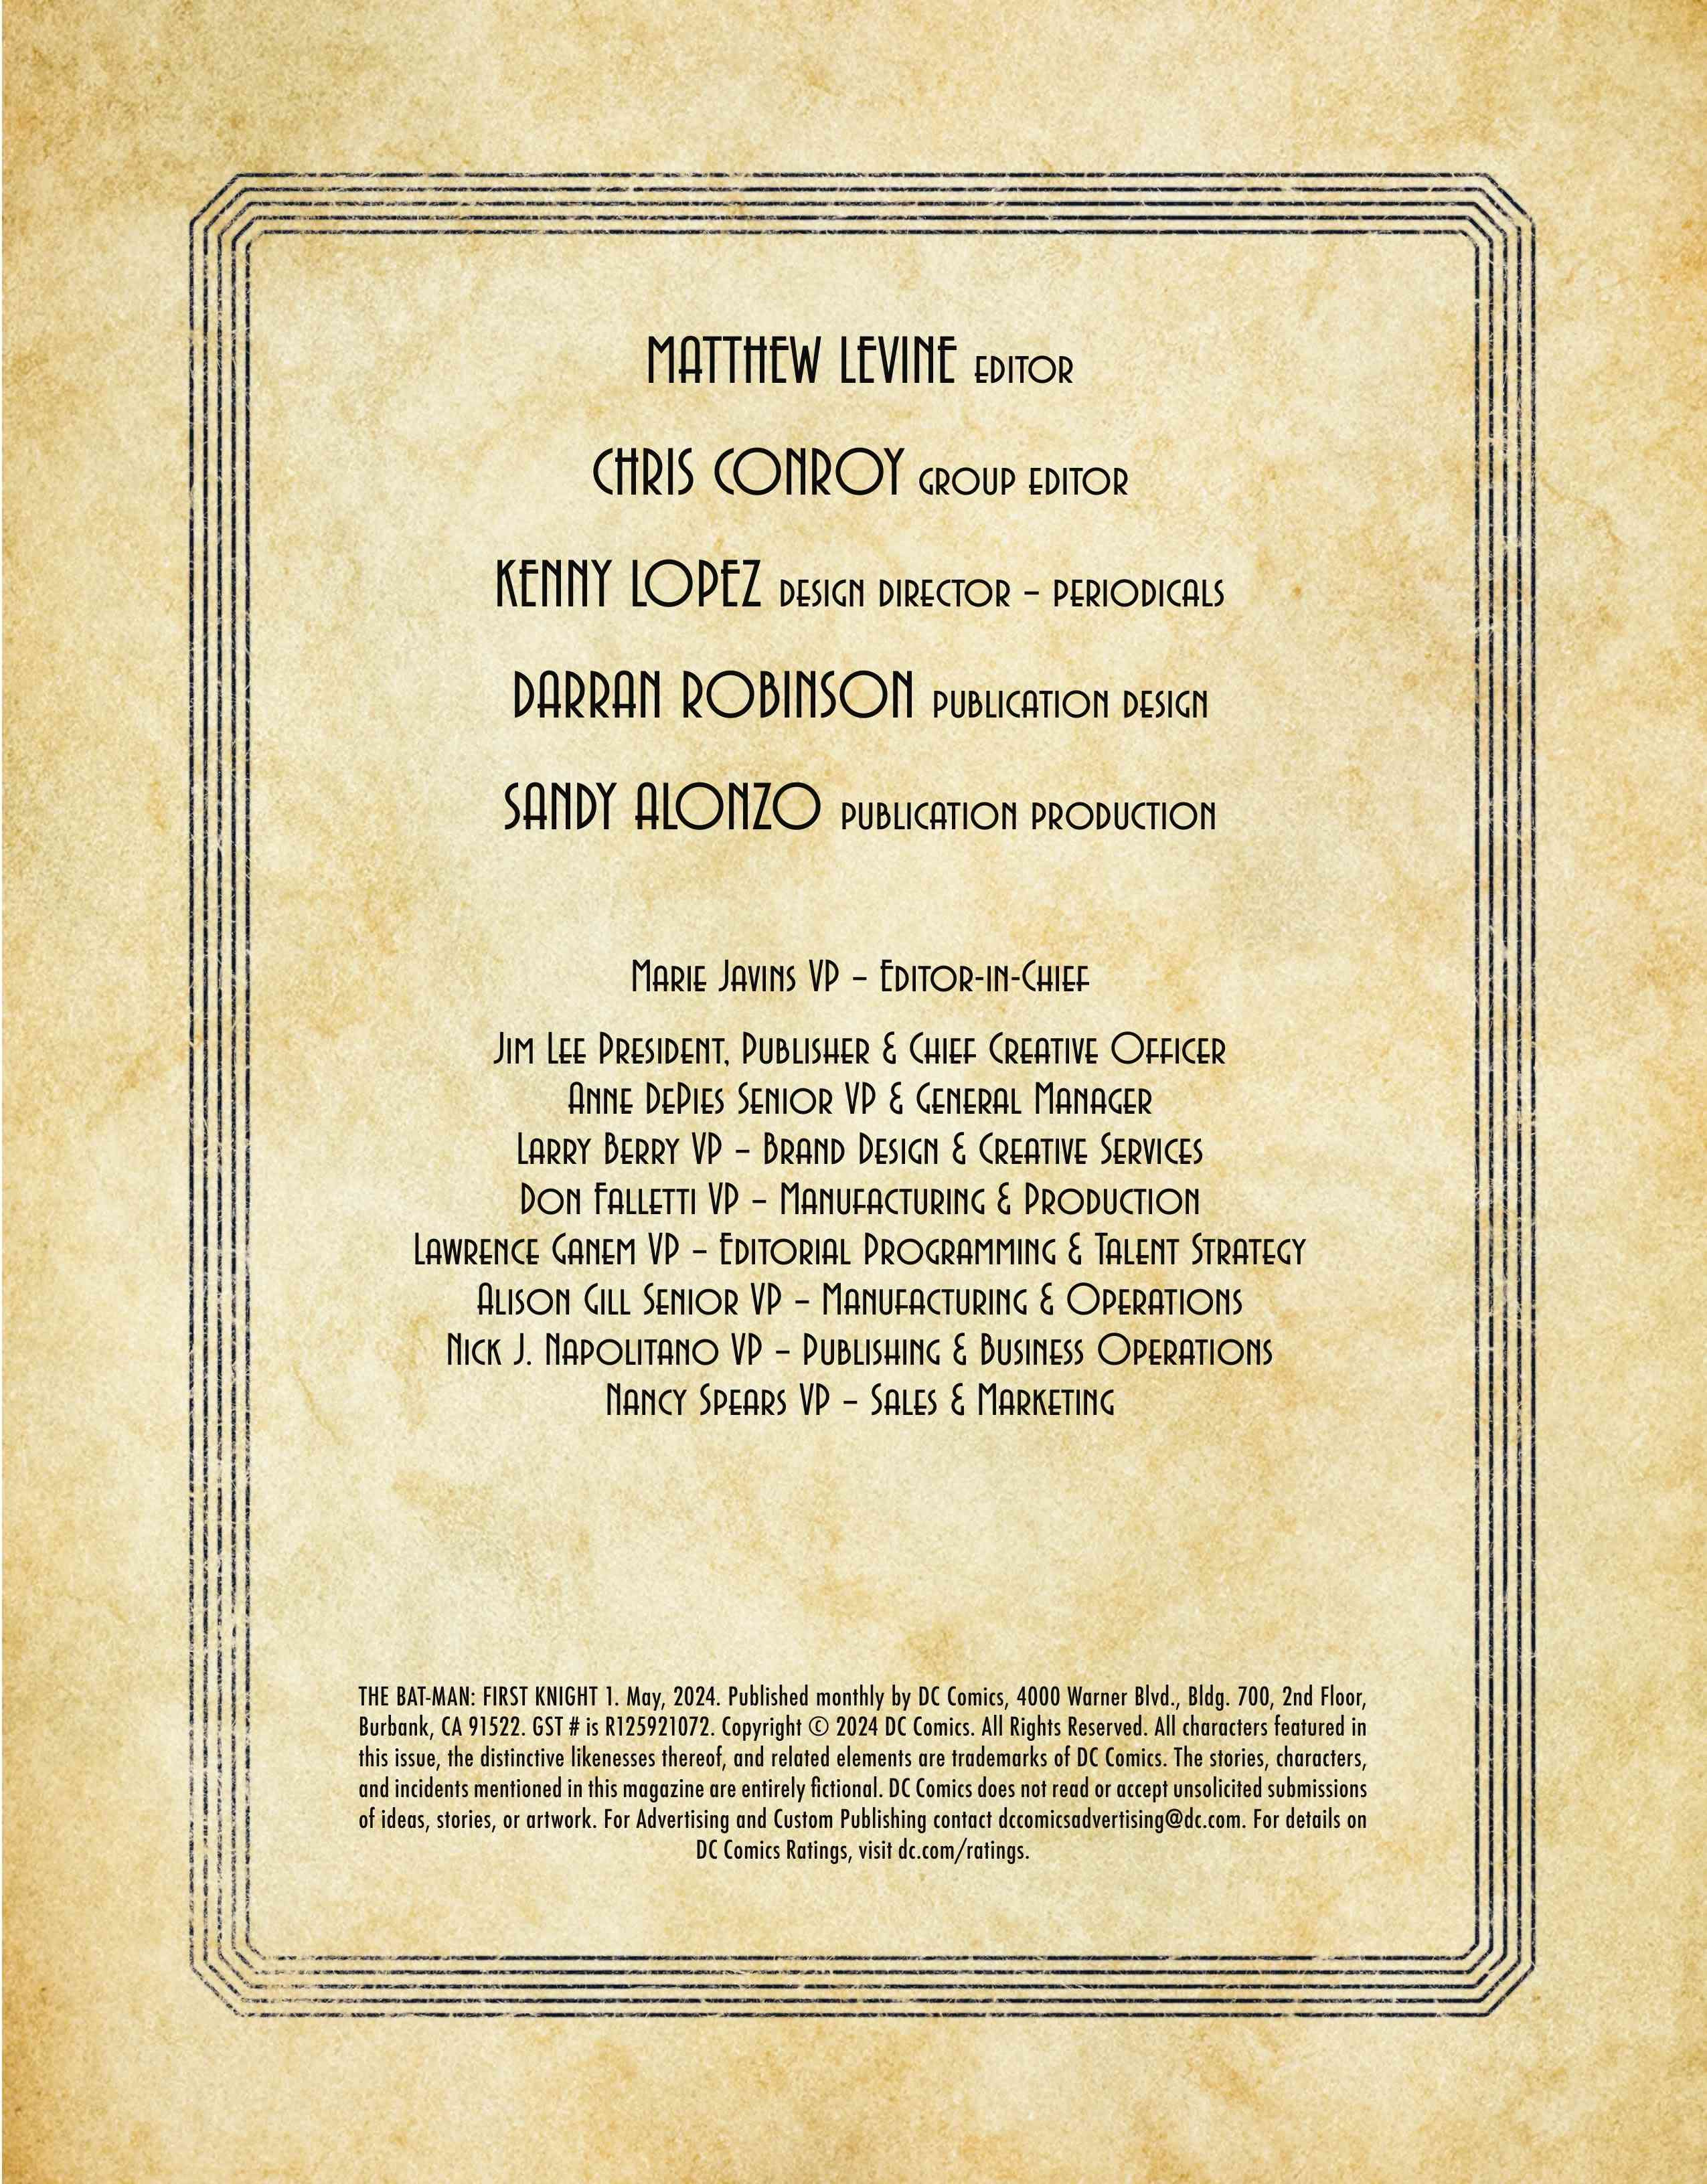 MATTHEW LEVINE EDITOR
CHRIS CONROY GROUP EDITOR
KENNY LOPEZ DESIGN DIRECTOR – PERIODICALS
DARRAN ROBINSON PUBLICATION DESIGN
SANDY ALONZO PUBLICATION PRODUCTION
MARIE JAVINS VP – EDITOR-IN-CHIEF
JIM LEE PRESIDENT, PUBLISHER & CHIEF CREATIVE OFFICER
ANNE DEPIES SENIOR VP & GENERAL MANAGER
LARRY BERRY VP – BRAND DESIGN & CREATIVE SERVICES
DON FALLETTI VP – MANUFACTURING & PRODUCTION
LAWRENCE GANEM VP – EDITORIAL PROGRAMMING & TALENT STRATEGY
ALISON GILL SENIOR VP – MANUFACTURING & OPERATIONS
NICK J. NAPOLITANO VP – PUBLISHING & BUSINESS OPERATIONS
NANCY SPEARS VP – SALES & MARKETING
THE BAT-MAN: FIRST KNIGHT 1. May, 2024. Published monthly by DC Comics, 4000 Warner Blvd., Bldg. 700, 2nd Floor,
Burbank, CA 91522. GST # is R125921072. Copyright © 2024 DC Comics. All Rights Reserved. All characters featured in
this issue, the distinctive likenesses thereof, and related elements are trademarks of DC Comics. The stories, characters,
and incidents mentioned in this magazine are entirely fictional. DC Comics does not read or accept unsolicited submissions
of ideas, stories, or artwork. For Advertising and Custom Publishing contact dccomicsadvertising@dc.com. For details on
DC Comics Ratings, visit dc.com/ratings.